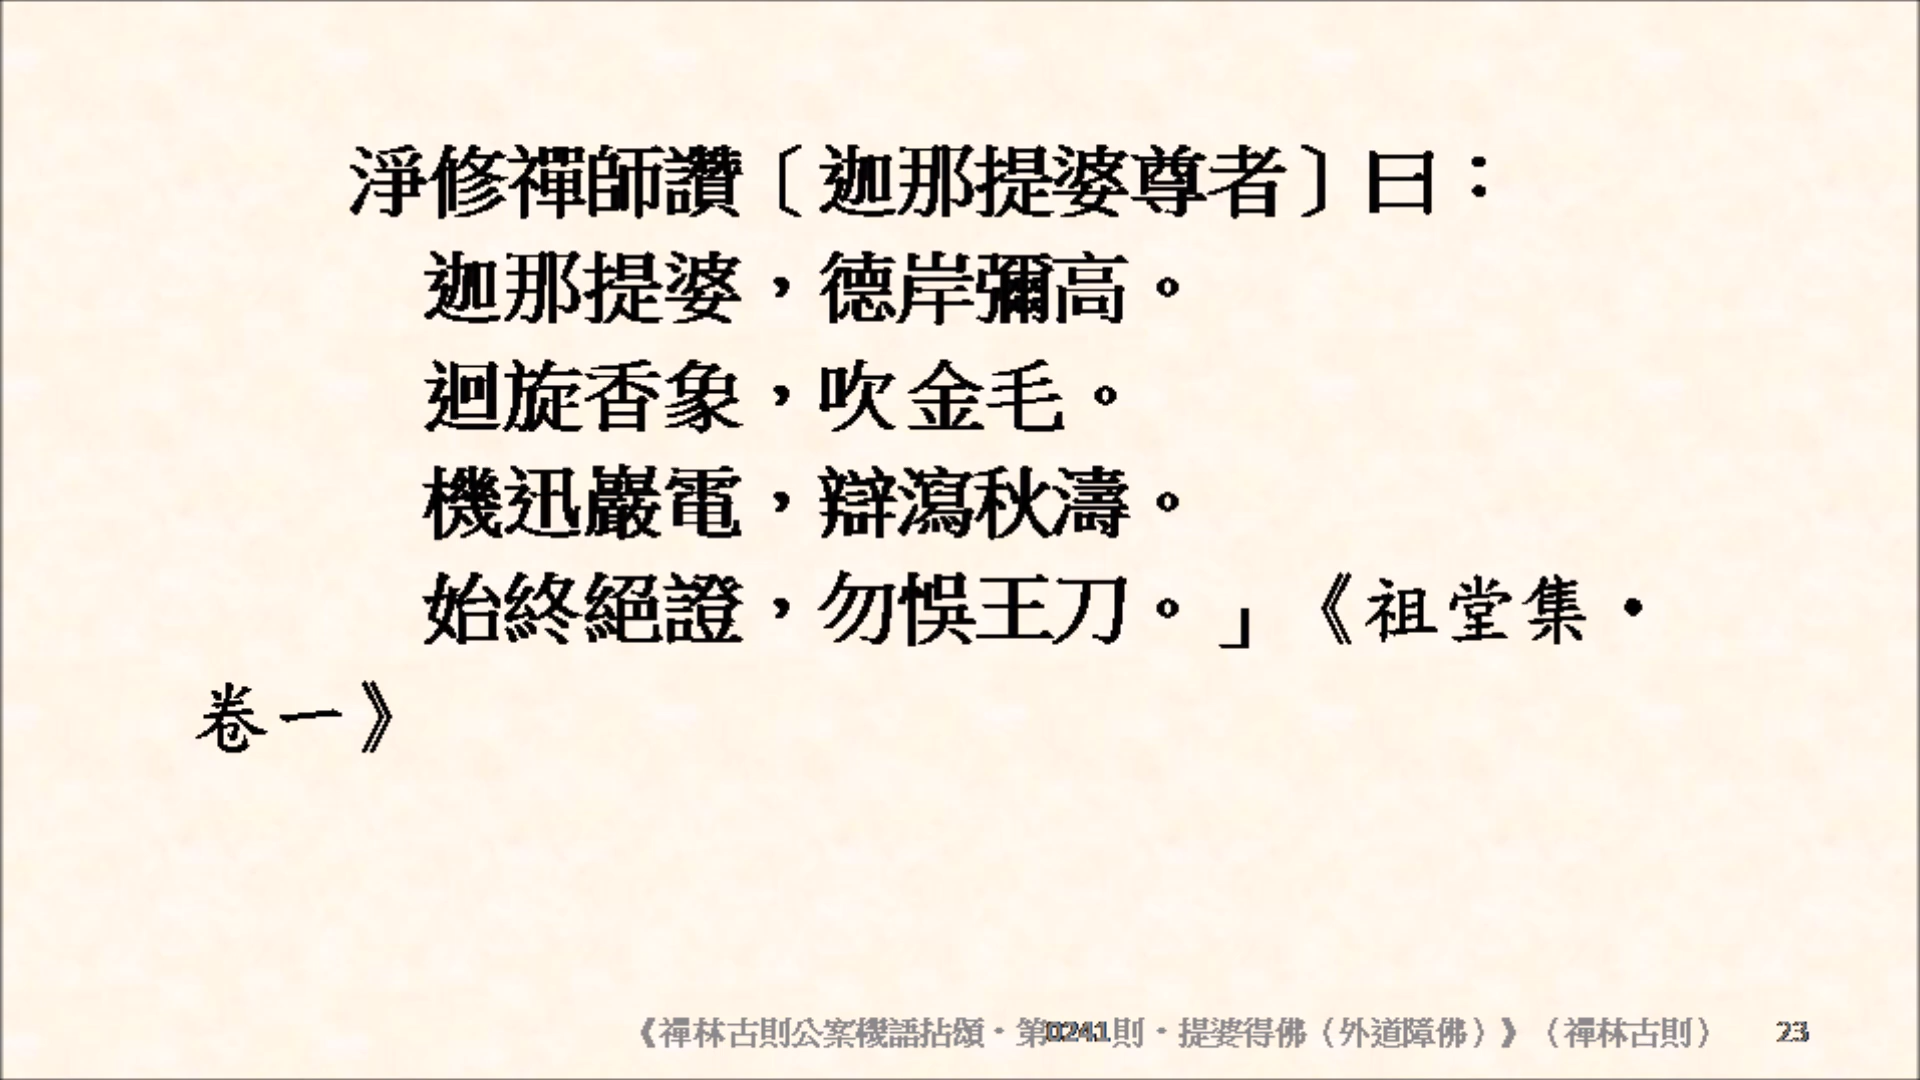 淨修禪師讚〔迦那提婆尊者〕曰：
迦那提婆，德岸彌高。
迴旋香象，吹 金毛。
機迅巖電，辯瀉秋濤。
始終絕證，勿悞王刀。」《祖堂集・
卷一》
《禪林古則公案機語拈頌・第0241則・提婆得佛（外道障佛）》（禪林古則） 23